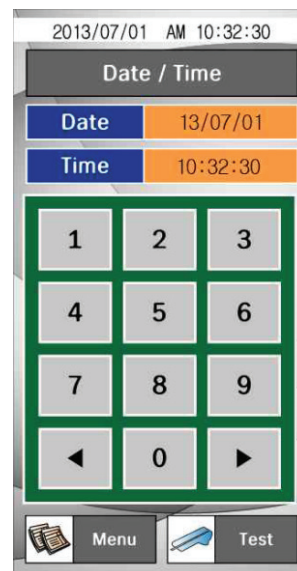 2013/07/01 AM 10:32:30
Date / Time
Date 13/07/01
Time 10:32:30
1 2 3
4 5 6
7 8 9
◀ 0 ▶
Menu Test